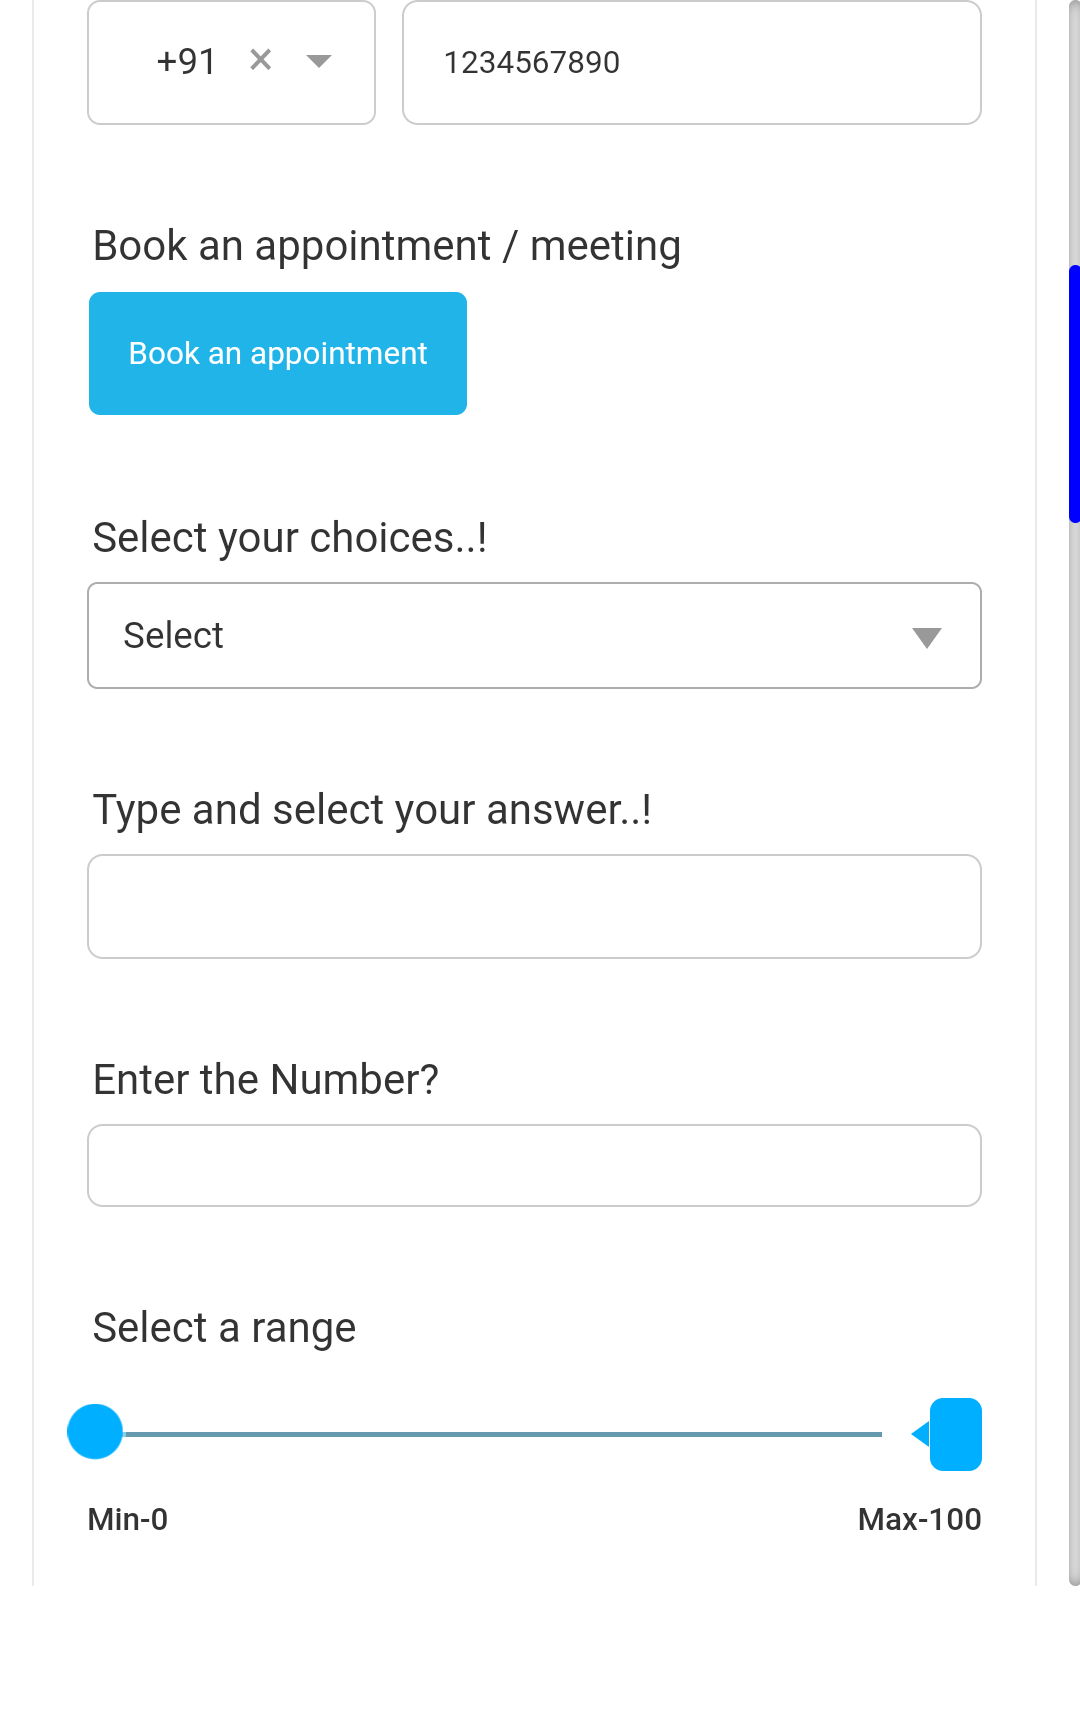 +91 × 1234567890
Book an appointment / meeting
Book an appointment
Select your choices..!
Select
Type and select your answer..!
Enter the Number?
Select a range
Min-0 Max-100